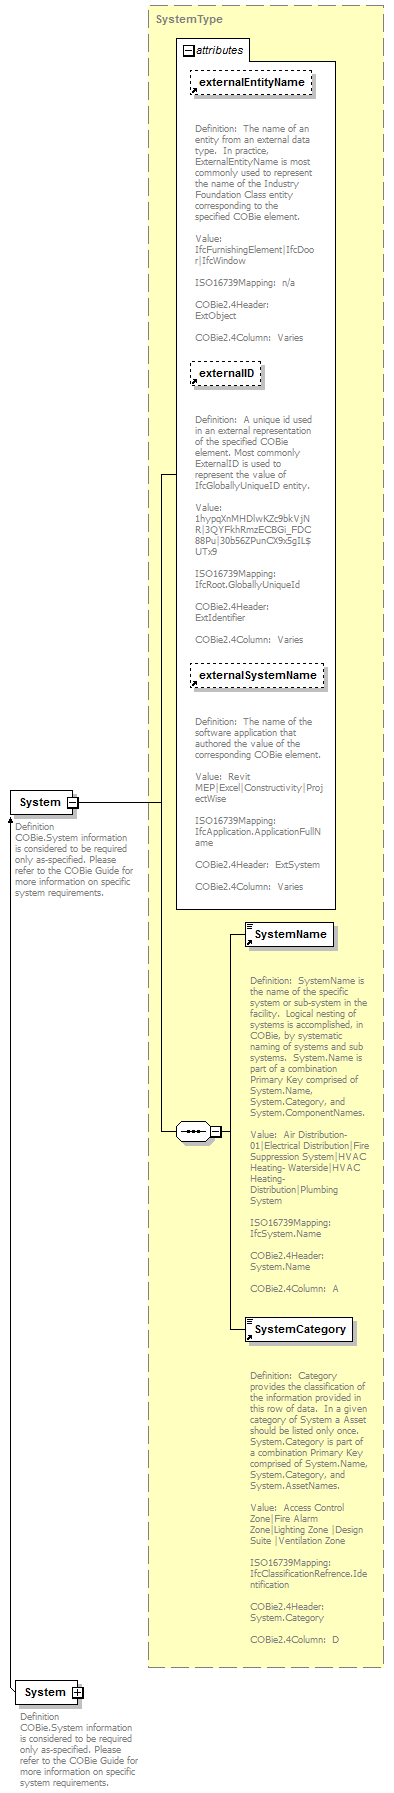 SystemType
attributes
externalEntityName
Definition:  The name of an
entity from an external data
type.  In practice,
ExternalEntityName is most
commonly used to represent
the name of the Industry
Foundation Class entity
corresponding to the
specified COBie element.
Value:
IfcFurnishingElement|IfcDoo
r|IfcWindow
ISO16739Mapping:  n/a
COBie2.4Header:
ExtObject
COBie2.4Column:  Varies
externalID
Definition:  A unique id used
in an external representation
of the specified COBie
element. Most commonly
ExternalID is used to
represent the value of
IfcGloballyUniqueID entity.
Value:
1hypqXnMHDlwKZc9bkVjN
R|3QYFkhRmzECBGi_FDC
88Pu|30b56ZPunCX9xSgIL$
UTx9
ISO16739Mapping:
IfcRoot.GloballyUniqueId
COBie2.4Header:
ExtIdentifier
COBie2.4Column:  Varies
externalSystemName
Definition:  The name of the
software application that
authored the value of the
corresponding COBie element.
Value:  Revit
MEP|Excel|Constructivity|Proj
ectWise
ISO16739Mapping:
IfcApplication.ApplicationFullN
ame
COBie2.4Header:  ExtSystem
COBie2.4Column:  Varies
System
Definition
COBie.System information
is considered to be required
only as-specified. Please
refer to the COBie Guide for
more information on specific
system requirements.
SystemName
Definition:  SystemName is
the name of the specific
system or sub-system in the
facility.  Logical nesting of
systems is accomplished, in
COBie, by systematic
naming of systems and sub
systems.  System.Name is
part of a combination
Primary Key comprised of
System.Name,
System.Category, and
System.ComponentNames.
Value:  Air Distribution-
01|Electrical Distribution|Fire
Suppression System|HVAC
Heating- Waterside|HVAC
Heating-
Distribution|Plumbing
System
ISO16739Mapping:
IfcSystem.Name
COBie2.4Header:
System.Name
COBie2.4Column:  A
SystemCategory
Definition:  Category
provides the classification of
the information provided in
this row of data.  In a given
category of System a Asset
should be listed only once.
System.Category is part of
a combination Primary Key
comprised of System.Name,
System.Category, and
System.AssetNames.
Value:  Access Control
Zone|Fire Alarm
Zone|Lighting Zone |Design
Suite |Ventilation Zone
ISO16739Mapping:
IfcClassificationRefrence.Ide
ntification
COBie2.4Header:
System.Category
COBie2.4Column:  D
System
Definition
COBie.System information
is considered to be required
only as-specified. Please
refer to the COBie Guide for
more information on specific
system requirements.